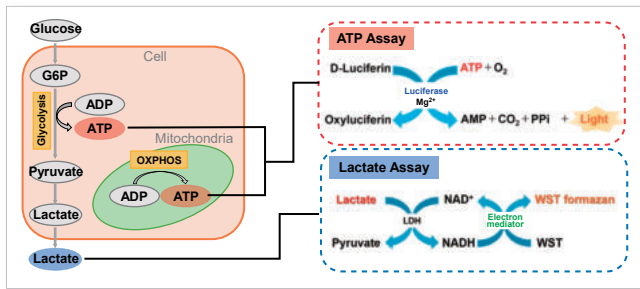 Glucose
Cell
G6P
Glycolysis
ADP
ATP
Mitochondria
OXPHOS
ADP
ATP
Pyruvate
Lactate
Lactate
ATP Assay
D-Luciferin
ATP + O₂
Luciferase
Mg²⁺
Oxyluciferin
AMP + CO₂ + PPi + Light
Lactate Assay
Lactate
NAD⁺
WST formazan
LDH
Electron
mediator
Pyruvate
NADH
WST